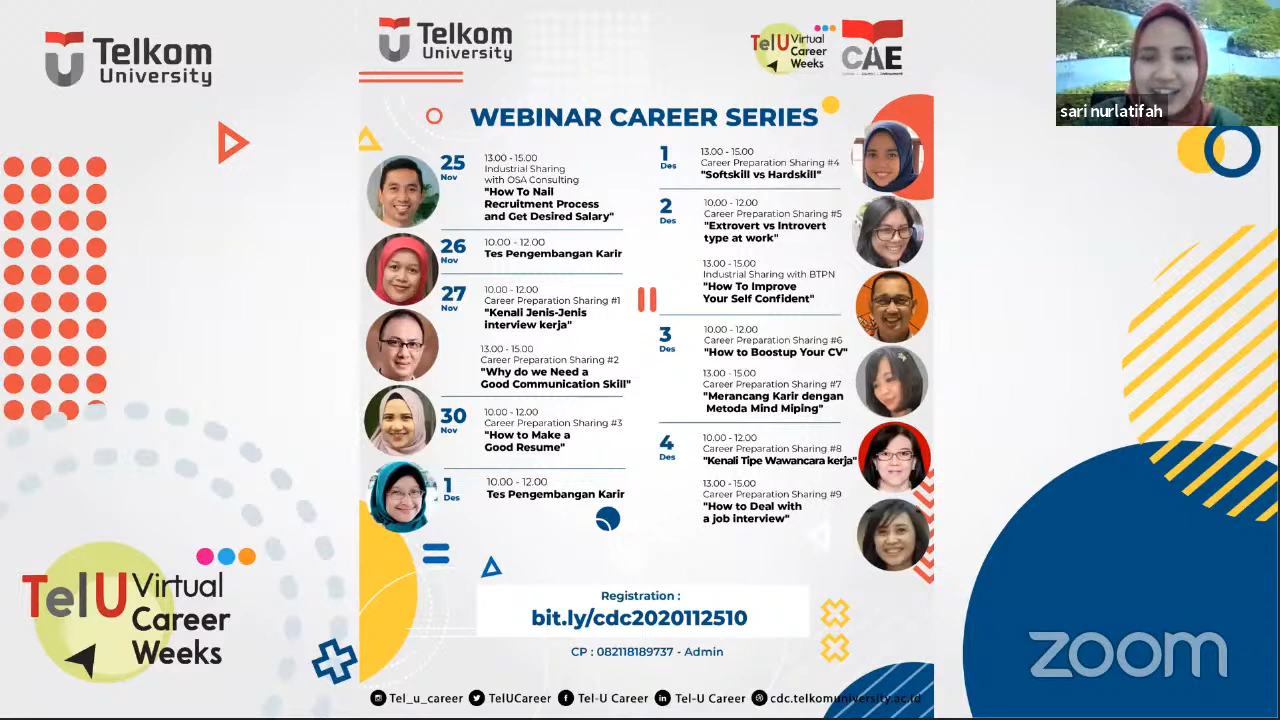 Telkom
University
Telkom
University
TelU Virtual
Career
Weeks
CAE
sari nurlatifah
WEBINAR CAREER SERIES
25
Nov
13.00 - 15.00
Industrial Sharing
with OSA Consulting
"How To Nail
Recruitment Process
and Get Desired Salary"
26
Nov
10.00 - 12.00
Tes Pengembangan Karir
27
Nov
10.00 - 12.00
Career Preparation Sharing #1
"Kenali Jenis-Jenis
interview kerja"
13.00 - 15.00
Career Preparation Sharing #2
"Why do we Need a
Good Communication Skill"
30
Nov
10.00 - 12.00
Career Preparation Sharing #3
"How to Make a
Good Resume"
1
Des
10.00 - 12.00
Tes Pengembangan Karir
1
Des
13.00 - 15.00
Career Preparation Sharing #4
"Softskill vs Hardskill"
2
Des
10.00 - 12.00
Career Preparation Sharing #5
"Extrovert vs Introvert
type at work"
13.00 - 15.00
Industrial Sharing with BTPN
"How To Improve
Your Self Confident"
3
Des
10.00 - 12.00
Career Preparation Sharing #6
"How to Boostup Your CV"
13.00 - 15.00
Career Preparation Sharing #7
"Merancang Karir dengan
Metoda Mind Miping"
4
Des
10.00 - 12.00
Career Preparation Sharing #8
"Kenali Tipe Wawancara kerja"
13.00 - 15.00
Career Preparation Sharing #9
"How to Deal with
a job interview"
Registration :
bit.ly/cdc2020112510
CP : 082118189737 - Admin
Tel_u_career TelUCareer Tel-U Career Tel-U Career cdc.telkomuniversity.ac.id
TelU Virtual
Career
Weeks
zoom